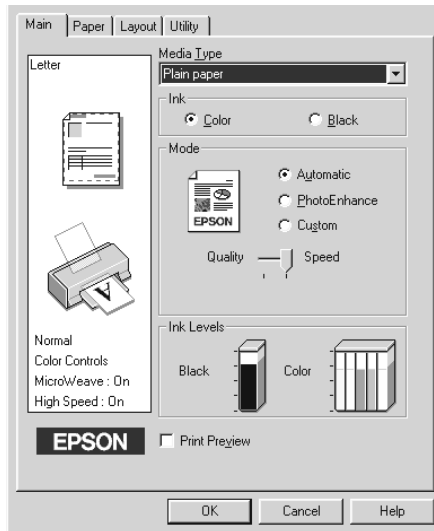 Main Paper Layout Utility
Letter
Media Type
Plain paper
Ink
Color Black
Mode
EPSON
Automatic
PhotoEnhance
Custom
Quality Speed
A
Normal
Color Controls
MicroWeave : On
High Speed : On
Ink Levels
Black Color
EPSON
Print Preview
OK Cancel Help